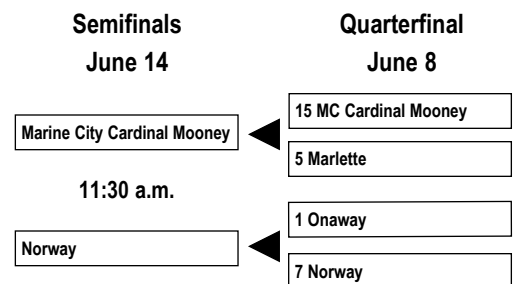 Semifinals
June 14
Quarterfinal
June 8
15 MC Cardinal Mooney
Marine City Cardinal Mooney
5 Marlette
11:30 a.m.
1 Onaway
Norway
7 Norway